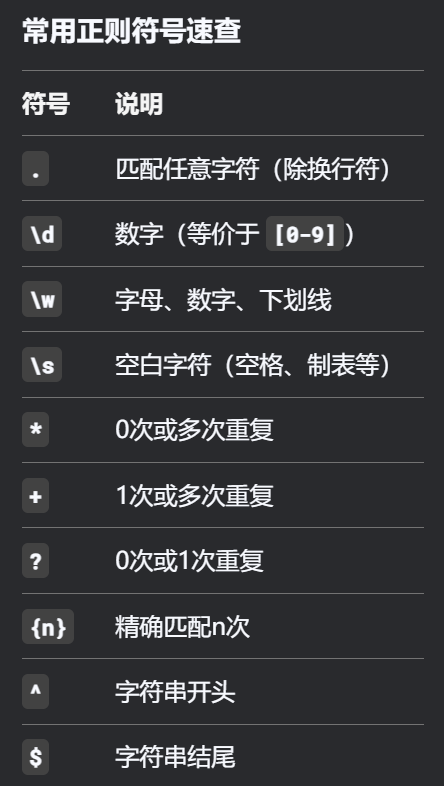 常用正则符号速查
符号 说明
. 匹配任意字符（除换行符）
\d 数字（等价于 [0-9]）
\w 字母、数字、下划线
\s 空白字符（空格、制表等）
* 0次或多次重复
+ 1次或多次重复
? 0次或1次重复
{n} 精确匹配n次
^ 字符串开头
$ 字符串结尾